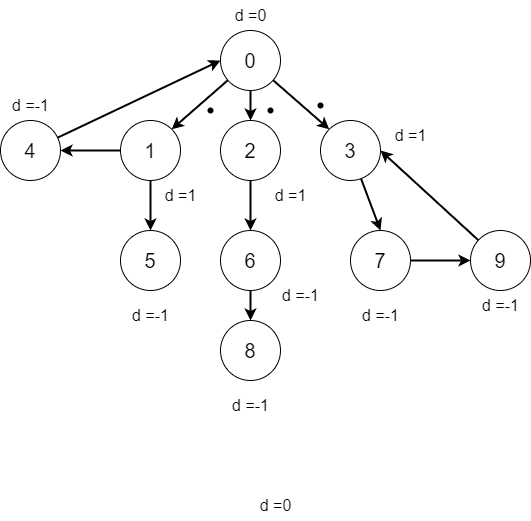 d =0
0
d =-1
4
1
2
3
d =1
d =1
d =1
5
6
7
9
d =-1
d =-1
d =-1
d =-1
8
d =-1
d =0